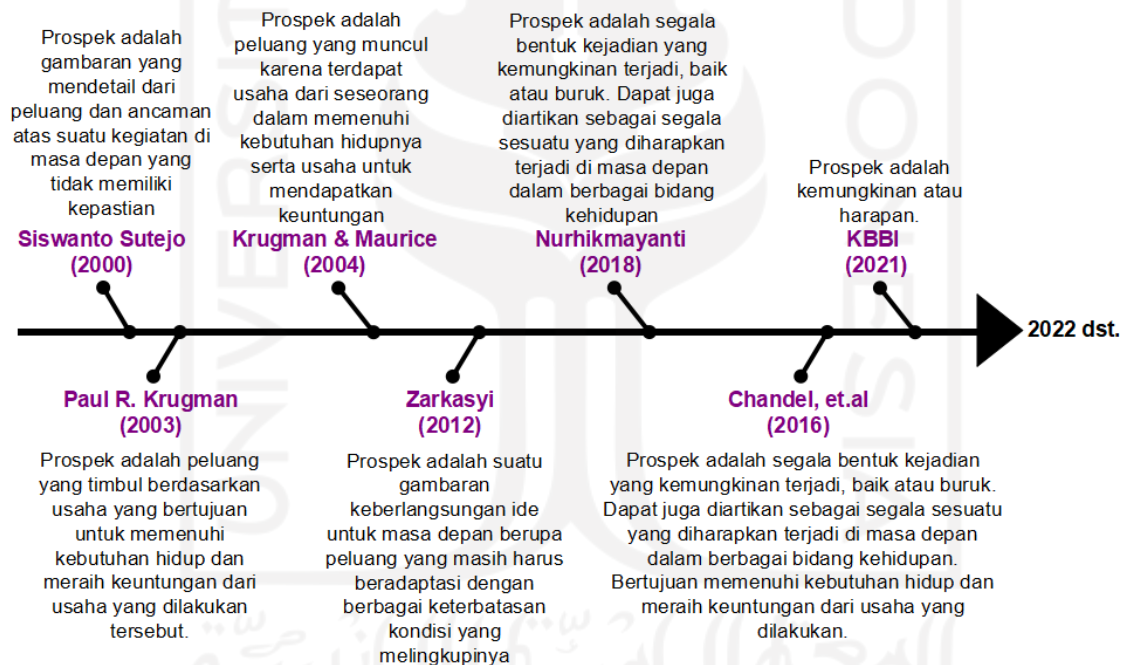 Prospek adalah
gambaran yang
mendetail dari
peluang dan ancaman
atas suatu kegiatan di
masa depan yang
tidak memiliki
kepastian
Siswanto Sutejo
(2000)
Prospek adalah
peluang yang muncul
karena terdapat
usaha dari seseorang
dalam memenuhi
kebutuhan hidupnya
serta usaha untuk
mendapatkan
keuntungan
Krugman & Maurice
(2004)
Prospek adalah segala
bentuk kejadian yang
kemungkinan terjadi, baik
atau buruk. Dapat juga
diartikan sebagai segala
sesuatu yang diharapkan
terjadi di masa depan
dalam berbagai bidang
kehidupan
Nurhikmayanti
(2018)
Prospek adalah
kemungkinan atau
harapan.
KBBI
(2021)
2022 dst.
Paul R. Krugman
(2003)
Prospek adalah peluang
yang timbul berdasarkan
usaha yang bertujuan
untuk memenuhi
kebutuhan hidup dan
meraih keuntungan dari
usaha yang dilakukan
tersebut.
Zarkasyi
(2012)
Prospek adalah suatu
gambaran
keberlangsungan ide
untuk masa depan berupa
peluang yang masih harus
beradaptasi dengan
berbagai keterbatasan
kondisi yang
melingkupinya
Chandel, et.al
(2016)
Prospek adalah segala bentuk kejadian
yang kemungkinan terjadi, baik atau buruk.
Dapat juga diartikan sebagai segala sesuatu
yang diharapkan terjadi di masa depan
dalam berbagai bidang kehidupan.
Bertujuan memenuhi kebutuhan hidup dan
meraih keuntungan dari usaha yang
dilakukan.